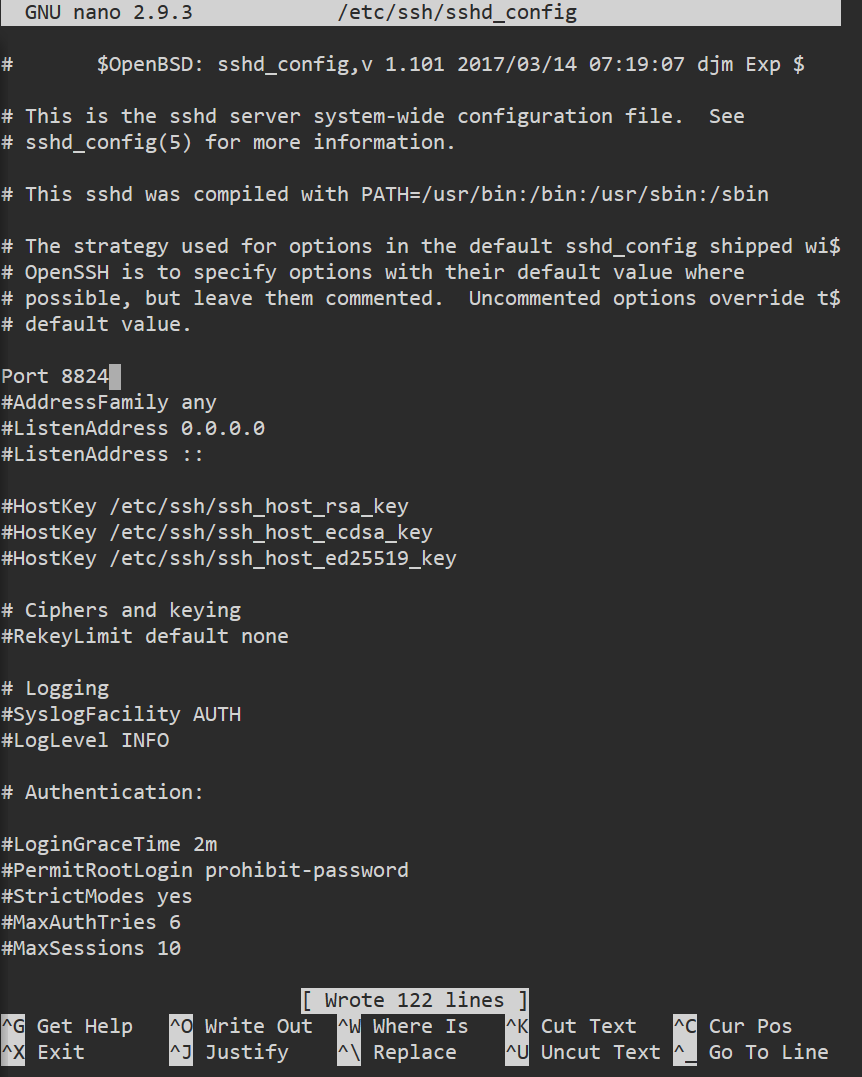 GNU nano 2.9.3 /etc/ssh/sshd_config
# $OpenBSD: sshd_config,v 1.101 2017/03/14 07:19:07 djm Exp $
# This is the sshd server system-wide configuration file.  See
# sshd_config(5) for more information.
# This sshd was compiled with PATH=/usr/bin:/bin:/usr/sbin:/sbin
# The strategy used for options in the default sshd_config shipped wi$
# OpenSSH is to specify options with their default value where
# possible, but leave them commented.  Uncommented options override t$
# default value.
Port 8824
#AddressFamily any
#ListenAddress 0.0.0.0
#ListenAddress ::
#HostKey /etc/ssh/ssh_host_rsa_key
#HostKey /etc/ssh/ssh_host_ecdsa_key
#HostKey /etc/ssh/ssh_host_ed25519_key
# Ciphers and keying
#RekeyLimit default none
# Logging
#SyslogFacility AUTH
#LogLevel INFO
# Authentication:
#LoginGraceTime 2m
#PermitRootLogin prohibit-password
#StrictModes yes
#MaxAuthTries 6
#MaxSessions 10
[ Wrote 122 lines ]
^G Get Help ^O Write Out ^W Where Is ^K Cut Text ^C Cur Pos
^X Exit ^J Justify ^\ Replace ^U Uncut Text ^_ Go To Line